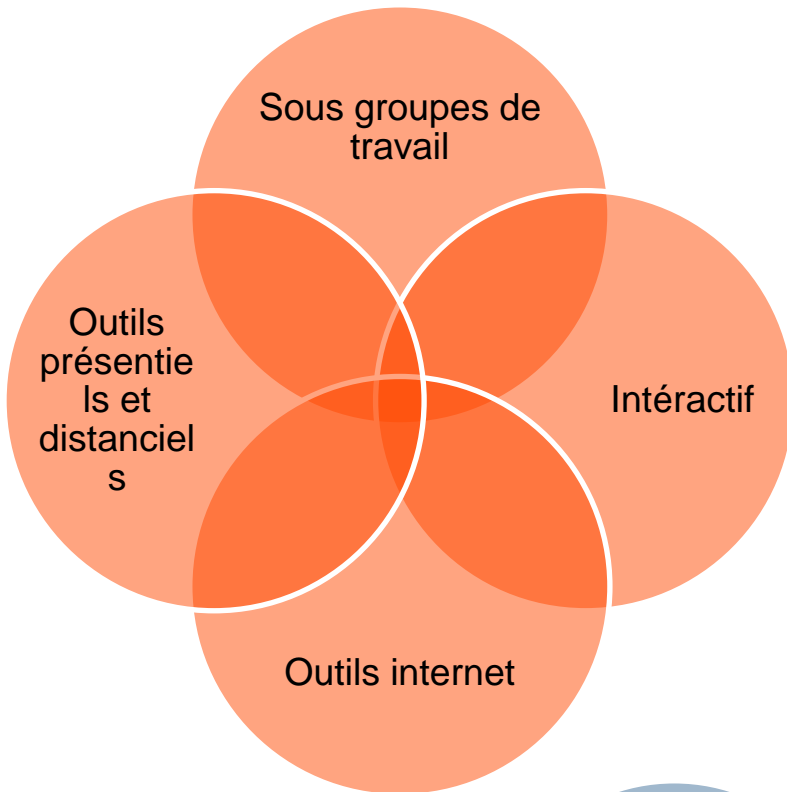 Sous groupes de
travail
Outils
présentie
ls et
distanciel
s
Intéractif
Outils internet